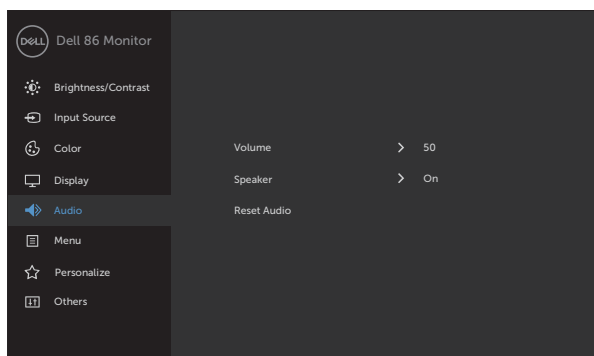 DELL Dell 86 Monitor
Brightness/Contrast
Input Source
Color
Volume > 50
Display
Speaker > On
Audio
Reset Audio
Menu
Personalize
Others